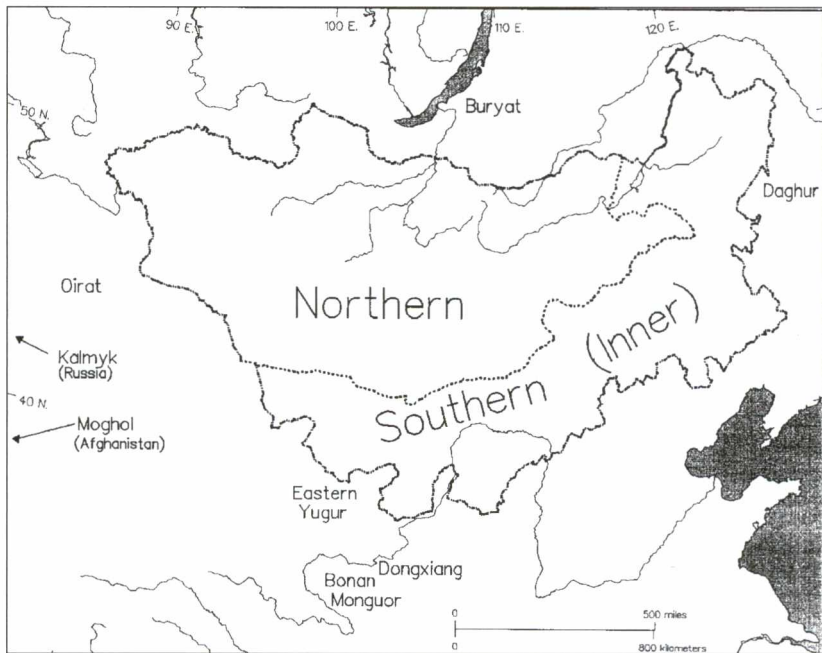 90 E.
100 E.
110 E.
120 E.
50 N.
Buryat
Daghur
Oirat
Northern
(Inner)
Southern
Kalmyk
(Russia)
40 N.
Moghol
(Afghanistan)
Eastern
Yugur
Dongxiang
Bonan
Monguor
0 500 miles
0 800 kilometers